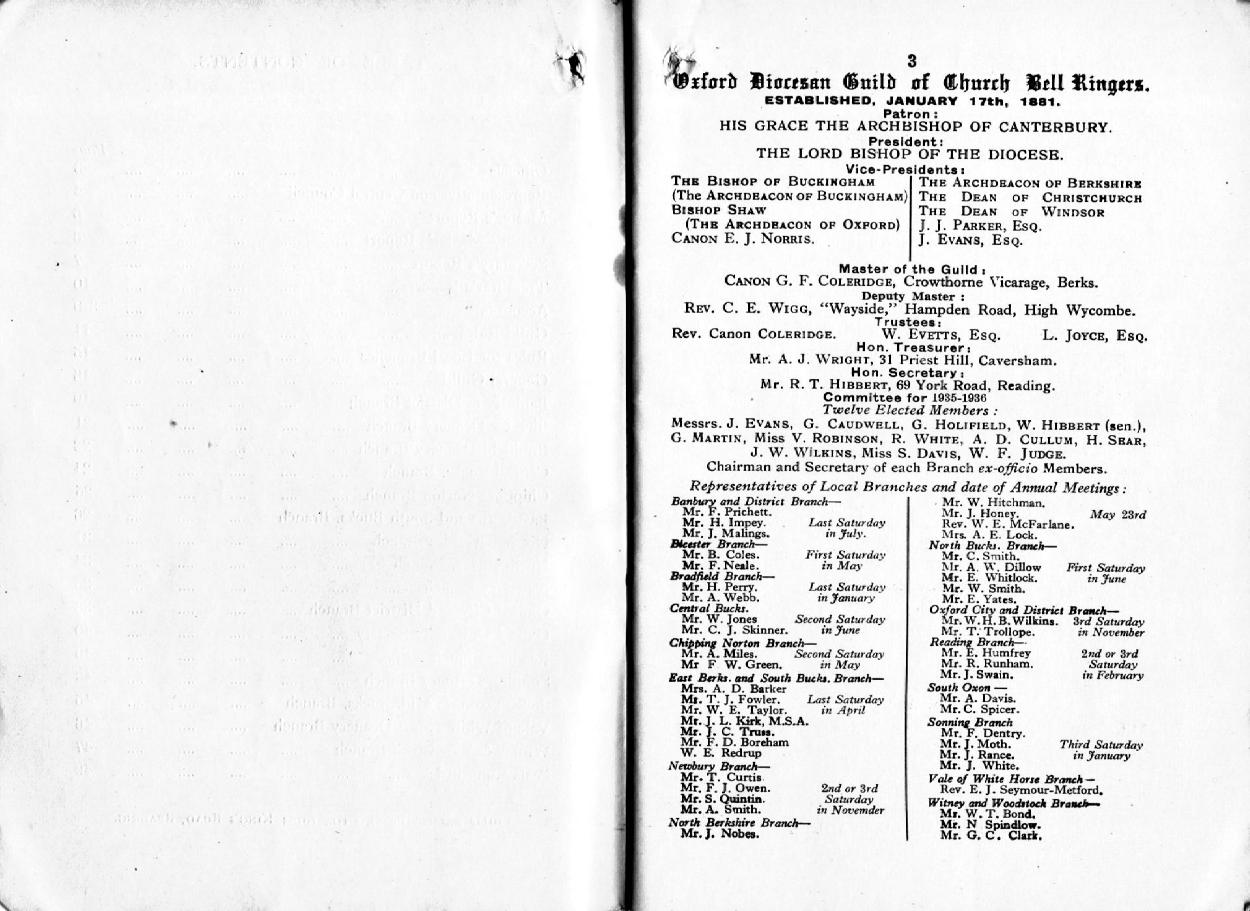 3
Oxford Diocesan Guild of Church Bell Ringers.
ESTABLISHED, JANUARY 17th, 1881.
Patron:
HIS GRACE THE ARCHBISHOP OF CANTERBURY.
President:
THE LORD BISHOP OF THE DIOCESE.
Vice-Presidents:
THE BISHOP OF BUCKINGHAM
(The ARCHDEACON OF BUCKINGHAM)
BISHOP SHAW
(THE ARCHDEACON OF OXFORD)
CANON E. J. NORRIS.
THE ARCHDEACON OF BERKSHIRE
THE DEAN OF CHRISTCHURCH
THE DEAN OF WINDSOR
J. J. PARKER, ESQ.
J. EVANS, ESQ.
Master of the Guild:
CANON G. F. COLERIDGE, Crowthorne Vicarage, Berks.
Deputy Master:
REV. C. E. WIGG, "Wayside," Hampden Road, High Wycombe.
Trustees:
Rev. Canon COLERIDGE. W. EVETTS, ESQ. L. JOYCE, ESQ.
Hon. Treasurer:
Mr. A. J. WRIGHT, 31 Priest Hill, Caversham.
Hon. Secretary:
Mr. R. T. HIBBERT, 69 York Road, Reading.
Committee for 1935-1936
Twelve Elected Members:
Messrs. J. EVANS, G. CAUDWELL, G. HOLIFIELD, W. HIBBERT (sen.),
G. MARTIN, Miss V. ROBINSON, R. WHITE, A. D. CULLUM, H. SEAR,
J. W. WILKINS, Miss S. DAVIS, W. F. JUDGE.
Chairman and Secretary of each Branch ex-officio Members.
Representatives of Local Branches and date of Annual Meetings:
Banbury and District Branch—
Mr. F. Prichett.
Mr. H. Impey. Last Saturday
Mr. J. Malings. in July.
Bicester Branch—
Mr. B. Coles. First Saturday
Mr. F. Neale. in May
Bradfield Branch—
Mr. H. Perry. Last Saturday
Mr. A. Webb. in January
Central Bucks.
Mr. W. Jones Second Saturday
Mr. C. J. Skinner. in June
Chipping Norton Branch—
Mr. A. Miles. Second Saturday
Mr F W. Green. in May
East Berks. and South Bucks. Branch—
Mrs. A. D. Barker
Mr. T. J. Fowler. Last Saturday
Mr. W. E. Taylor. in April
Mr. J. L. Kirk, M.S.A.
Mr. J. C. Truss.
Mr. F. D. Boreham
W. E. Redrup
Newbury Branch—
Mr. T. Curtis
Mr. F. J. Owen. 2nd or 3rd
Mr. S. Quintin. Saturday
Mr. A. Smith. in Novemder
North Berkshire Branch—
Mr. J. Nobes.
Mr. W. Hitchman.
Mr. J. Honey. May 23rd
Rev. W. E. McFarlane.
Mrs. A. E. Lock.
North Bucks. Branch—
Mr. C. Smith.
Mr. A. W. Dillow First Saturday
Mr. E. Whitlock. in June
Mr. W. Smith.
Mr. E. Yates.
Oxford City and District Branch—
Mr. W. H. B. Wilkins. 3rd Saturday
Mr. T. Trollope. in November
Reading Branch—
Mr. E. Humfrey 2nd or 3rd
Mr. R. Runham. Saturday
Mr. J. Swain. in February
South Oxon—
Mr. A. Davis.
Mr. C. Spicer.
Sonning Branch
Mr. F. Dentry.
Mr. J. Moth. Third Saturday
Mr. J. Rance. in January
Mr. J. White.
Vale of White Horse Branch—
Rev. E. J. Seymour-Metford.
Witney and Woodstock Branch—
Mr. W. T. Bond.
Mr. N Spindlow.
Mr. G. C. Clark.